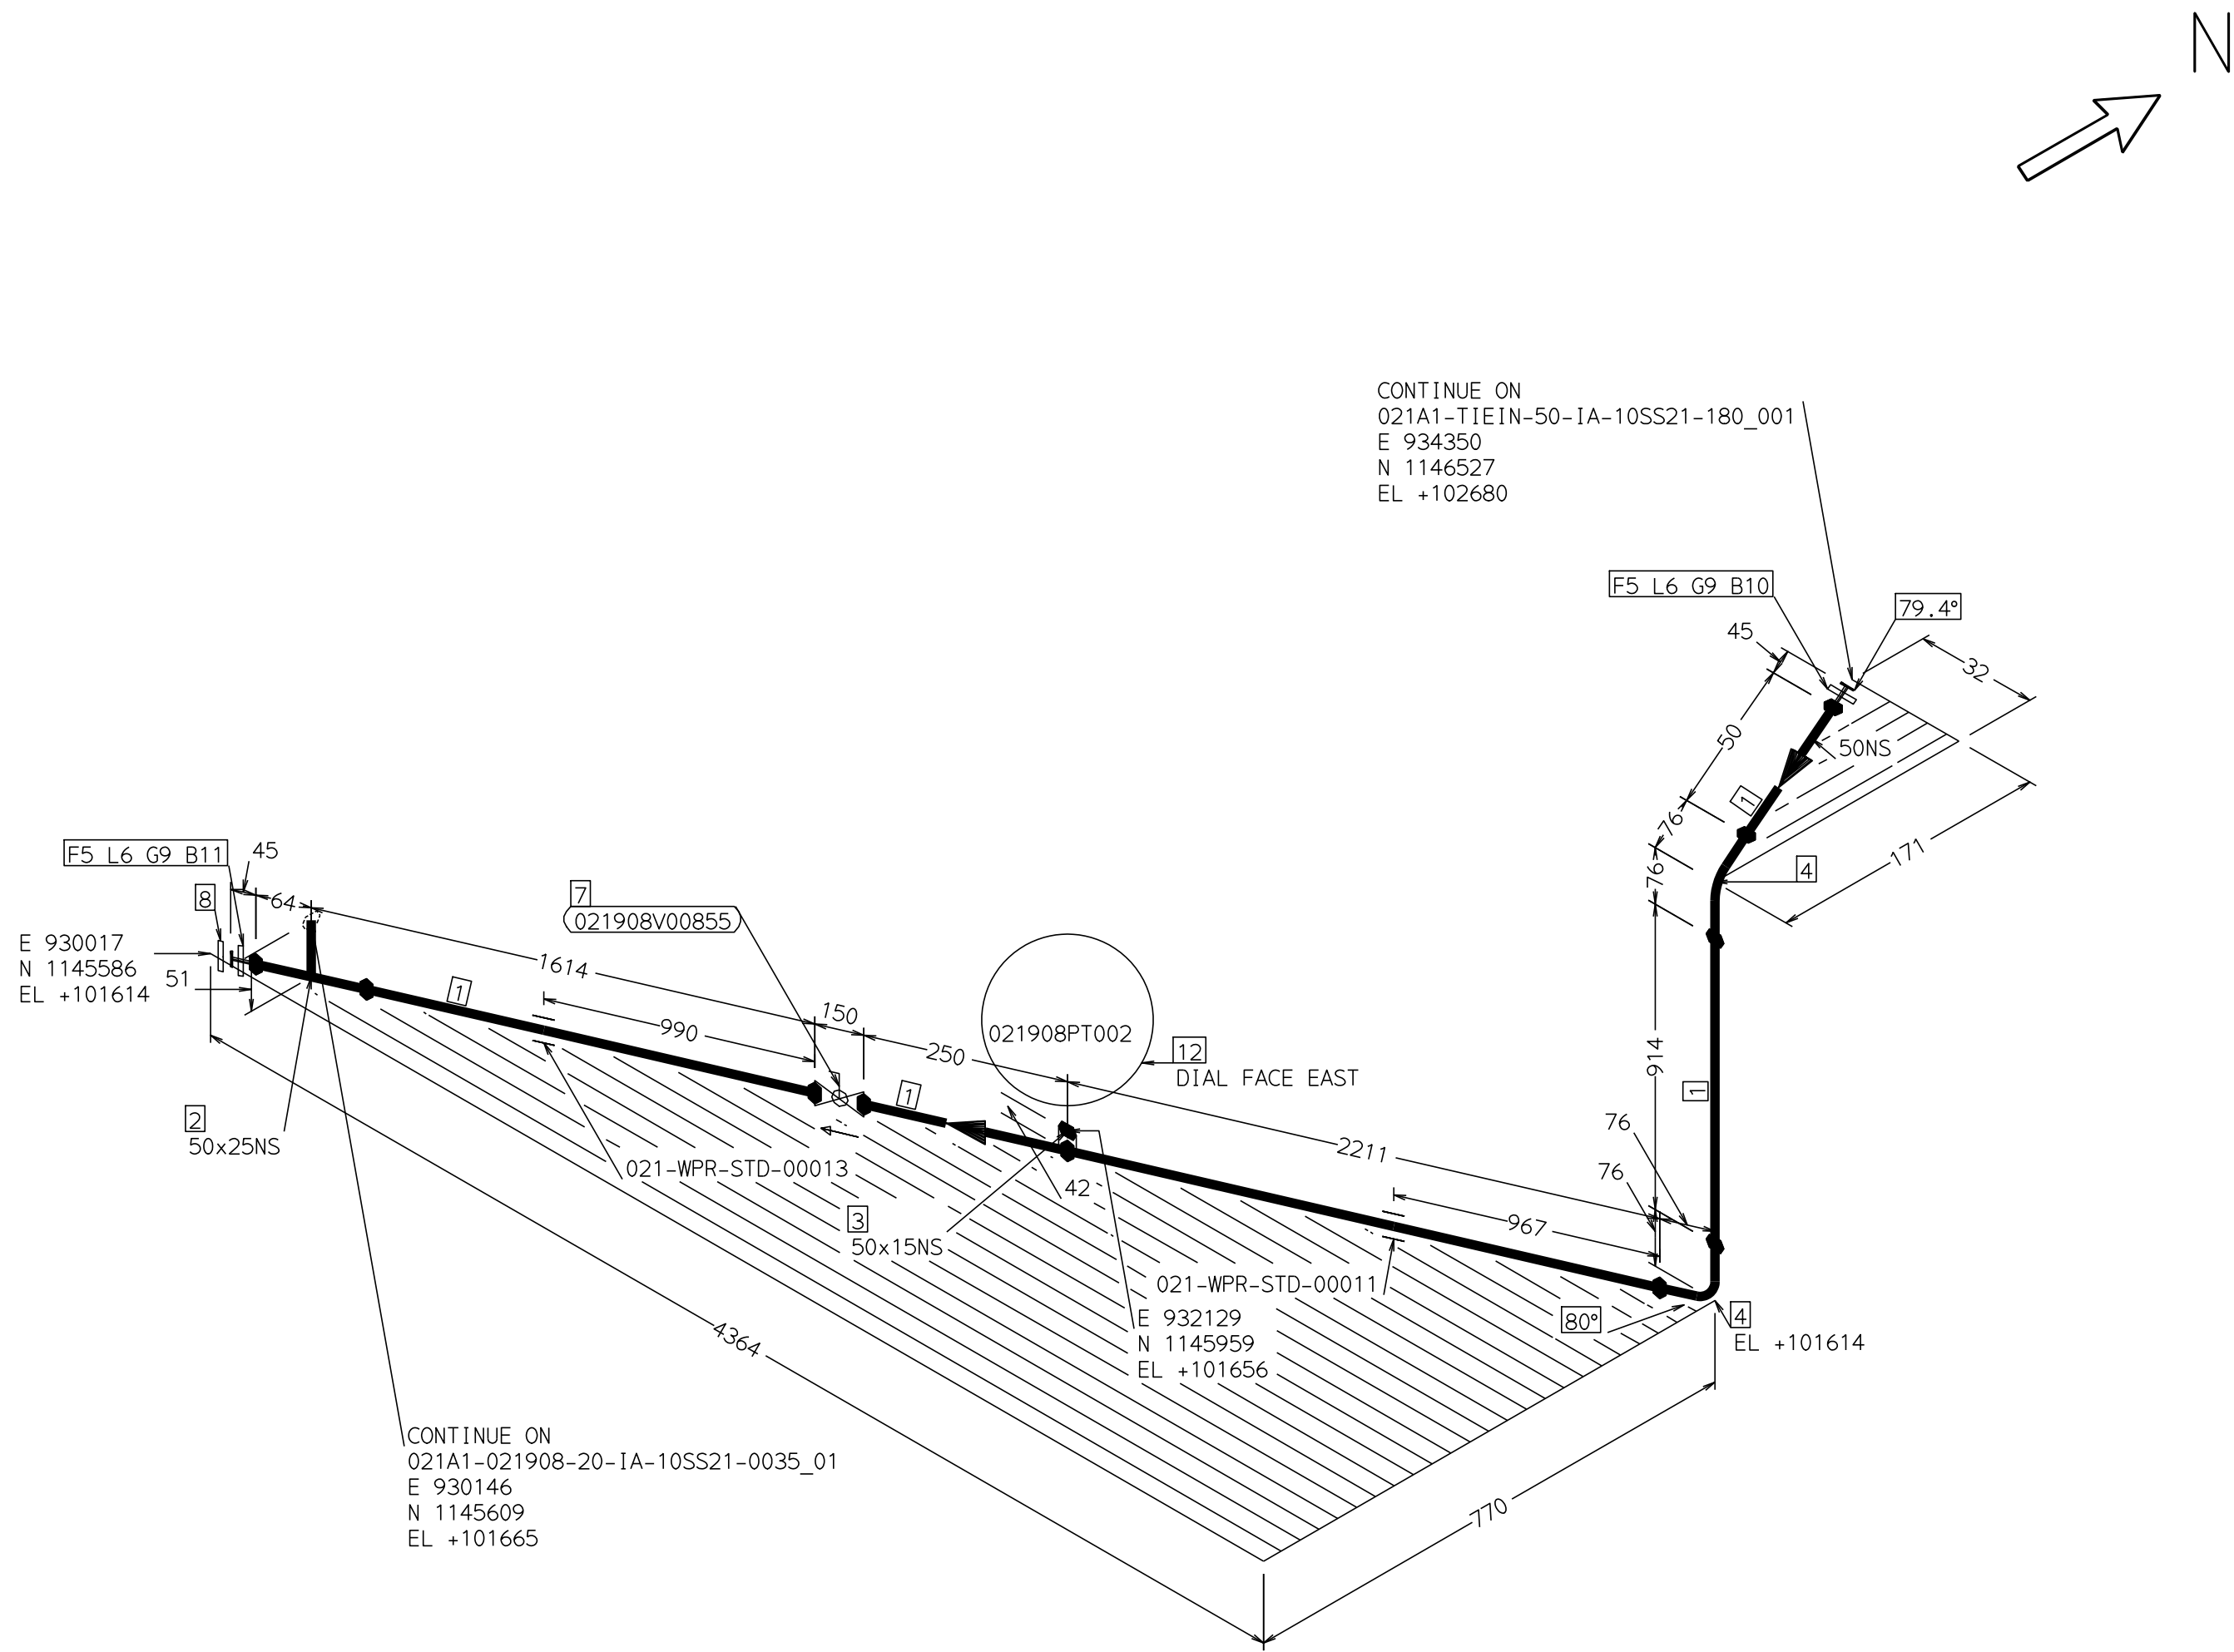 N
CONTINUE ON
021A1-TIEIN-50-IA-10SS21-180_001
E 934350
N 1146527
EL +102680
F5 L6 G9 B10
79.4°
45
32
50
50NS
1
76
171
4
76
F5 L6 G9 B11
45
8
64
7
021908V00855
E 930017
N 1145586
EL +101614
51
1614
1
990
150
250
021908PT002
12
DIAL FACE EAST
914
1
1
2
50x25NS
76
2211
76
021-WPR-STD-00013
42
3
50x15NS
967
021-WPR-STD-00011
E 932129
N 1145959
EL +101656
80°
4
EL +101614
4364
CONTINUE ON
021A1-021908-20-IA-10SS21-0035_01
E 930146
N 1145609
EL +101665
770